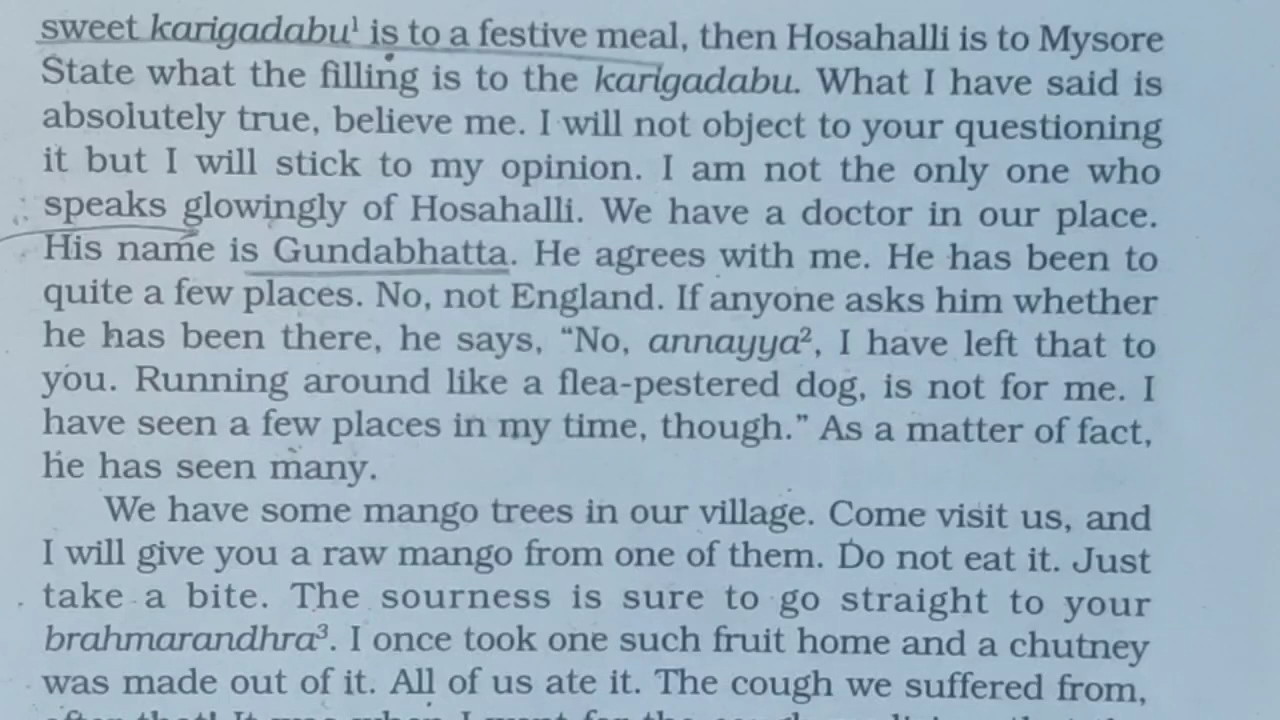 sweet karigadabu¹ is to a festive meal, then Hosahalli is to Mysore
State what the filling is to the karigadabu. What I have said is
absolutely true, believe me. I will not object to your questioning
it but I will stick to my opinion. I am not the only one who
speaks glowingly of Hosahalli. We have a doctor in our place.
His name is Gundabhatta. He agrees with me. He has been to
quite a few places. No, not England. If anyone asks him whether
he has been there, he says, “No, annayya², I have left that to
you. Running around like a flea-pestered dog, is not for me. I
have seen a few places in my time, though.” As a matter of fact,
he has seen many.
We have some mango trees in our village. Come visit us, and
I will give you a raw mango from one of them. Do not eat it. Just
take a bite. The sourness is sure to go straight to your
brahmarandhra³. I once took one such fruit home and a chutney
was made out of it. All of us ate it. The cough we suffered from,